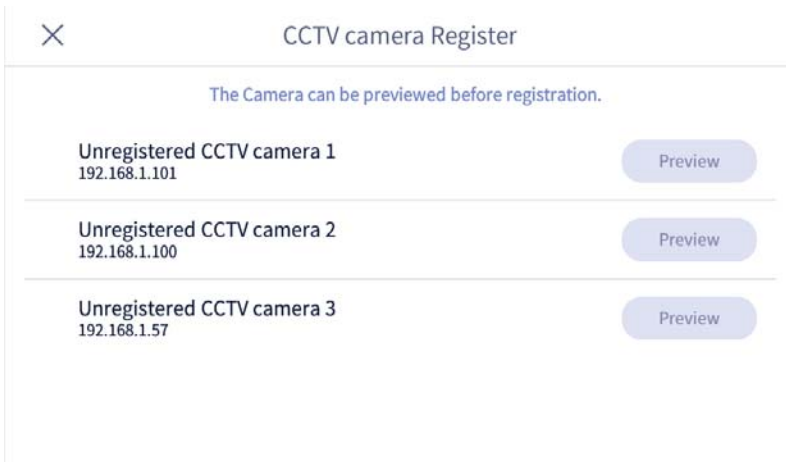 CCTV camera Register
The Camera can be previewed before registration.
Unregistered CCTV camera 1
192.168.1.101
Preview
Unregistered CCTV camera 2
192.168.1.100
Preview
Unregistered CCTV camera 3
192.168.1.57
Preview